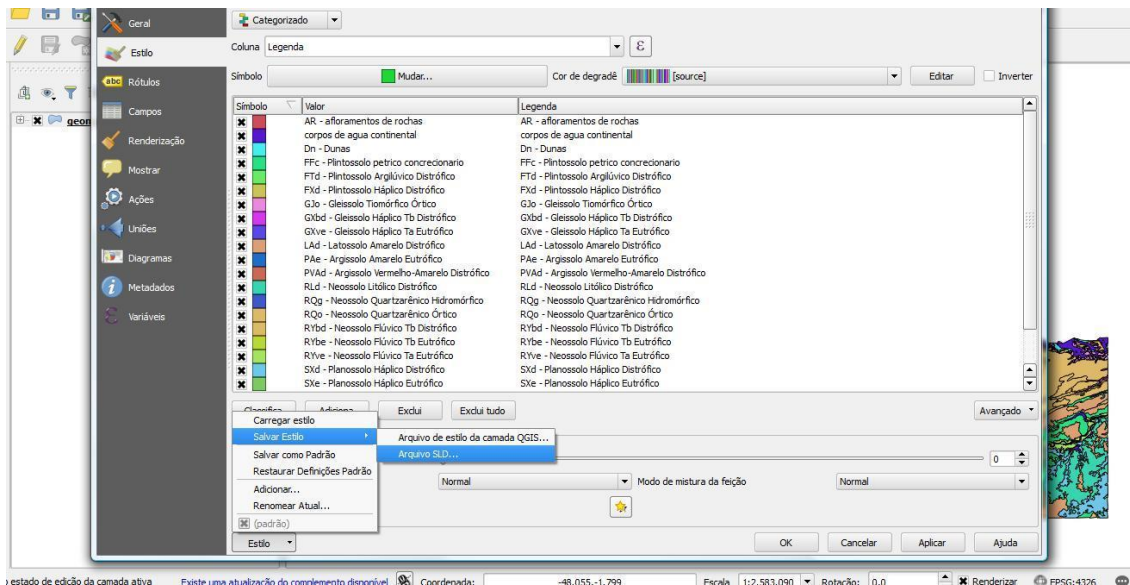 Geral
Categorizado
Estilo
Coluna Legenda ε
abc Rótulos
Símbolo Mudar... Cor de degradê [source] Editar Inverter
Campos
Símbolo Valor Legenda
AR - afloramentos de rochas AR - afloramentos de rochas
geon
corpos de agua continental corpos de agua continental
Renderização
Dn - Dunas Dn - Dunas
FFc - Plintossolo petrico concrecionario FFc - Plintossolo petrico concrecionario
Mostrar
FTd - Plintossolo Argilúvico Distrófico FTd - Plintossolo Argilúvico Distrófico
FXd - Plintossolo Háplico Distrófico FXd - Plintossolo Háplico Distrófico
Ações
GJo - Gleissolo Tiomórfico Órtico GJo - Gleissolo Tiomórfico Órtico
GXbd - Gleissolo Háplico Tb Distrófico GXbd - Gleissolo Háplico Tb Distrófico
Uniões
GXve - Gleissolo Háplico Ta Eutrófico GXve - Gleissolo Háplico Ta Eutrófico
LAd - Latossolo Amarelo Distrófico LAd - Latossolo Amarelo Distrófico
Diagramas
PAe - Argissolo Amarelo Eutrófico PAe - Argissolo Amarelo Eutrófico
PVAd - Argissolo Vermelho-Amarelo Distrófico PVAd - Argissolo Vermelho-Amarelo Distrófico
Metadados
RLd - Neossolo Litólico Distrófico RLd - Neossolo Litólico Distrófico
RQg - Neossolo Quartzarênico Hidromórfico RQg - Neossolo Quartzarênico Hidromórfico
Variáveis
RQo - Neossolo Quartzarênico Órtico RQo - Neossolo Quartzarênico Órtico
RYbd - Neossolo Flúvico Tb Distrófico RYbd - Neossolo Flúvico Tb Distrófico
RYbe - Neossolo Flúvico Tb Eutrófico RYbe - Neossolo Flúvico Tb Eutrófico
RYve - Neossolo Flúvico Ta Eutrófico RYve - Neossolo Flúvico Ta Eutrófico
SXd - Planossolo Háplico Distrófico SXd - Planossolo Háplico Distrófico
SXe - Planossolo Háplico Eutrófico SXe - Planossolo Háplico Eutrófico
Classifica Adiciona Exclui Exclui tudo Avançado
Carregar estilo
Salvar Estilo Arquivo de estilo da camada QGIS...
Salvar como Padrão Arquivo SLD... 0
Restaurar Definições Padrão
Adicionar... Normal Modo de mistura da feição Normal
Renomear Atual...
(padrão)
Estilo OK Cancelar Aplicar Ajuda
estado de edição da camada ativa Existe uma atualização do complemento disponível Coordenada: -48.055,-1.799 Escala 1:2.583.090 Rotação: 0,0 Renderizar EPSG:4326